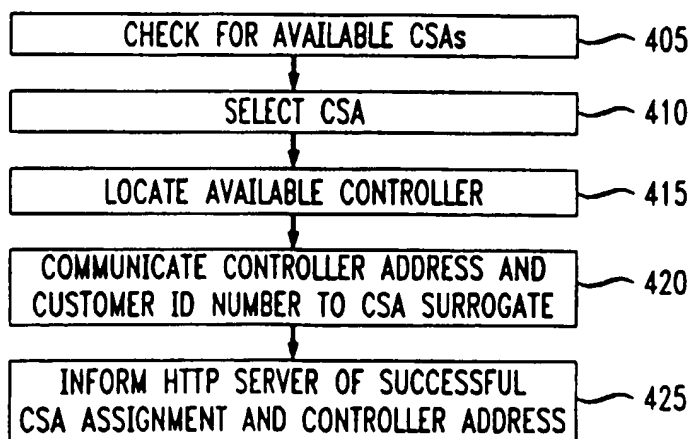 CHECK FOR AVAILABLE CSAs 405
SELECT CSA 410
LOCATE AVAILABLE CONTROLLER 415
COMMUNICATE CONTROLLER ADDRESS AND
CUSTOMER ID NUMBER TO CSA SURROGATE 420
INFORM HTTP SERVER OF SUCCESSFUL
CSA ASSIGNMENT AND CONTROLLER ADDRESS 425